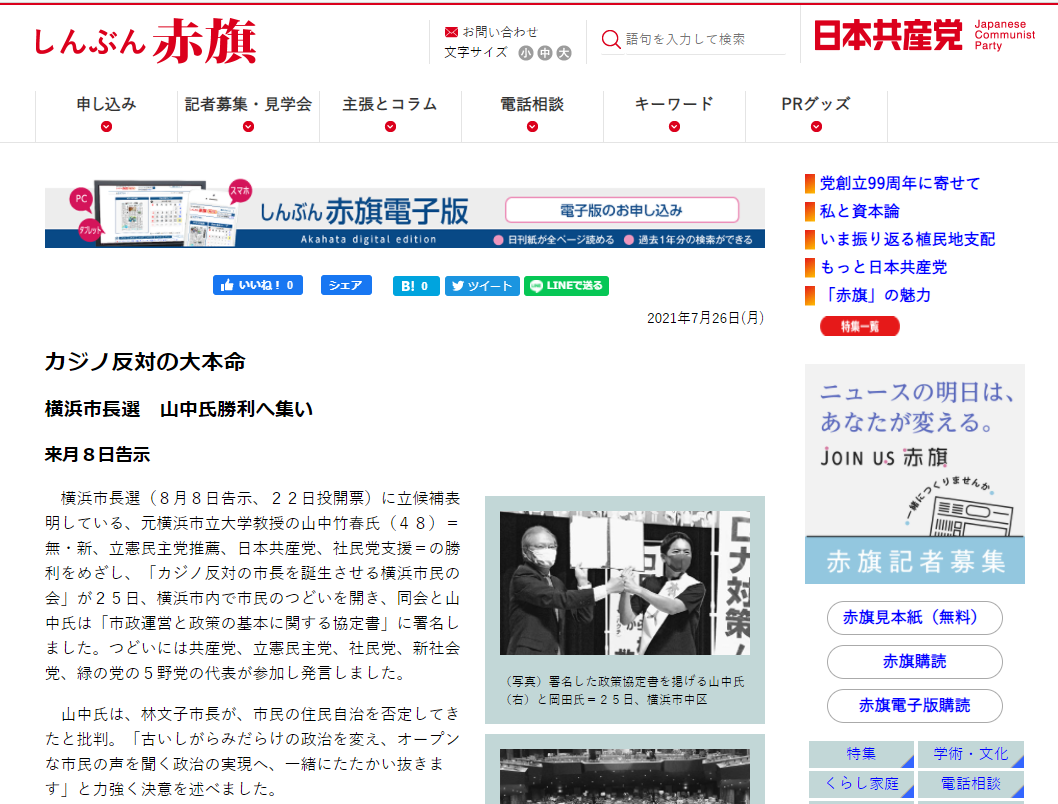 しんぶん 赤旗
お問い合わせ
文字サイズ 小 中 大
語句を入力して検索
日本共産党
Japanese
Communist
Party
申し込み
記者募集・見学会
主張とコラム
電話相談
キーワード
PRグッズ
PC
スマホ
タブレット
しんぶん 赤旗電子版
Akahata digital edition
電子版のお申し込み
日刊紙が全ページ読める
過去1年分の検索ができる
いいね！ 0
シェア
B! 0
ツイート
LINEで送る
2021年7月26日(月)
カジノ反対の大本命
横浜市長選　山中氏勝利へ集い
来月８日告示
　横浜市長選（８月８日告示、２２日投開票）に立候補表
明している、元横浜市立大学教授の山中竹春氏（４８）＝
無・新、立憲民主党推薦、日本共産党、社民党支援＝の勝
利をめざし、「カジノ反対の市長を誕生させる横浜市民の
会」が２５日、横浜市内で市民のつどいを開き、同会と山
中氏は「市政運営と政策の基本に関する協定書」に署名し
ました。つどいには共産党、立憲民主党、社民党、新社会
党、緑の党の５野党の代表が参加し発言しました。
　山中氏は、林文子市長が、市民の住民自治を否定してき
たと批判。「古いしがらみだらけの政治を変え、オープン
な市民の声を聞く政治の実現へ、一緒にたたかい抜きま
す」と力強く決意を述べました。
ロナ対策
（写真）署名した政策協定書を掲げる山中氏
（右）と岡田氏＝２５日、横浜市中区
党創立99周年に寄せて
私と資本論
いま振り返る植民地支配
もっと日本共産党
「赤旗」の魅力
特集一覧
ニュースの明日は、
あなたが変える。
JOIN US 赤旗
一緒につくりませんか
赤旗記者募集
赤旗見本紙（無料）
赤旗購読
赤旗電子版購読
特集
学術・文化
くらし家庭
電話相談